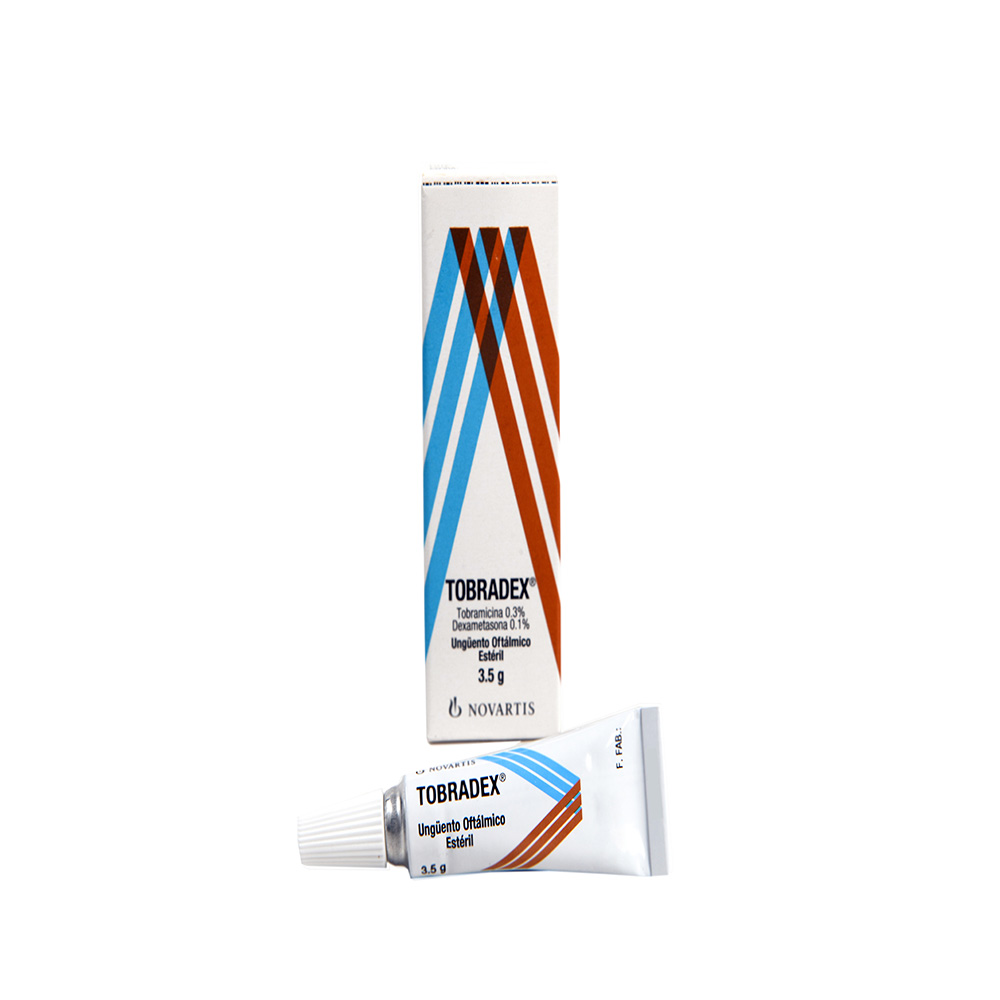 TOBRADEX®
Tobramicina 0.3%
Dexametasona 0.1%
Ungüento Oftálmico
Estéril
3.5 g
NOVARTIS
NOVARTIS
TOBRADEX®
Ungüento Oftálmico
Estéril
3.5 g
F. FAB.: